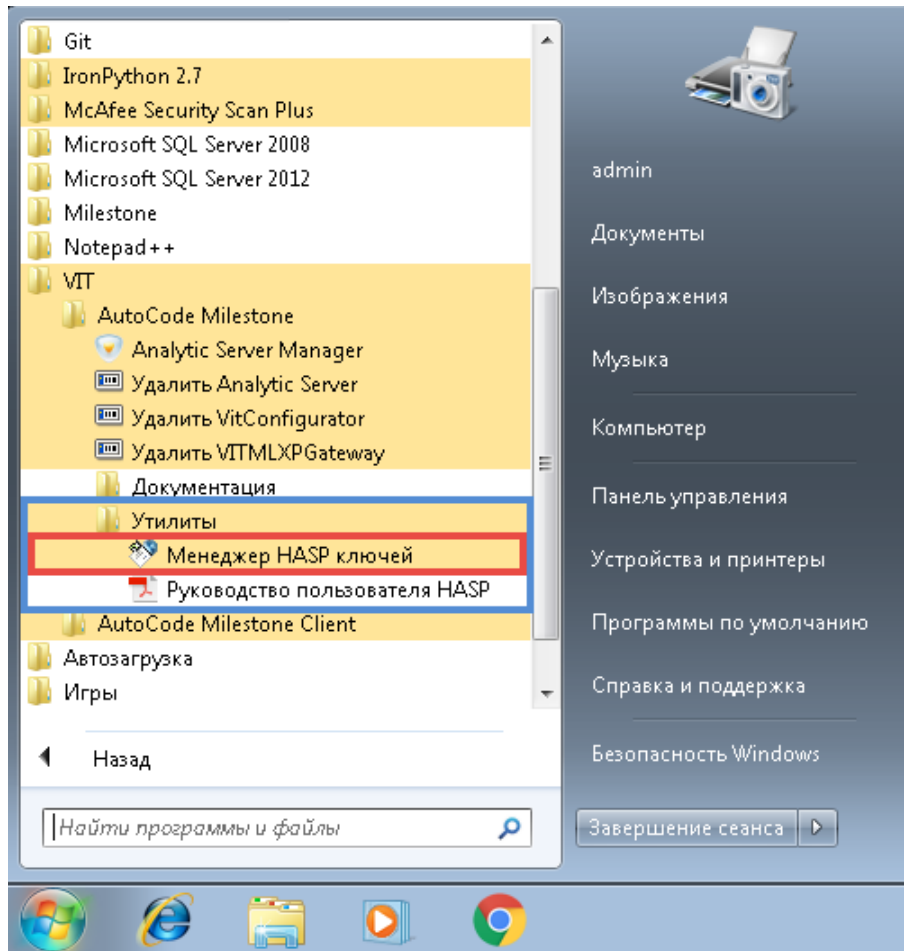 Git
IronPython 2.7
McAfee Security Scan Plus
Microsoft SQL Server 2008
Microsoft SQL Server 2012
Milestone
Notepad++
VIT
AutoCode Milestone
Analytic Server Manager
Удалить Analytic Server
Удалить VitConfigurator
Удалить VITMLXPGateway
Документация
Утилиты
Менеджер HASP ключей
Руководство пользователя HASP
AutoCode Milestone Client
Автозагрузка
Игры
Назад
Найти программы и файлы
admin
Документы
Изображения
Музыка
Компьютер
Панель управления
Устройства и принтеры
Программы по умолчанию
Справка и поддержка
Безопасность Windows
Завершение сеанса